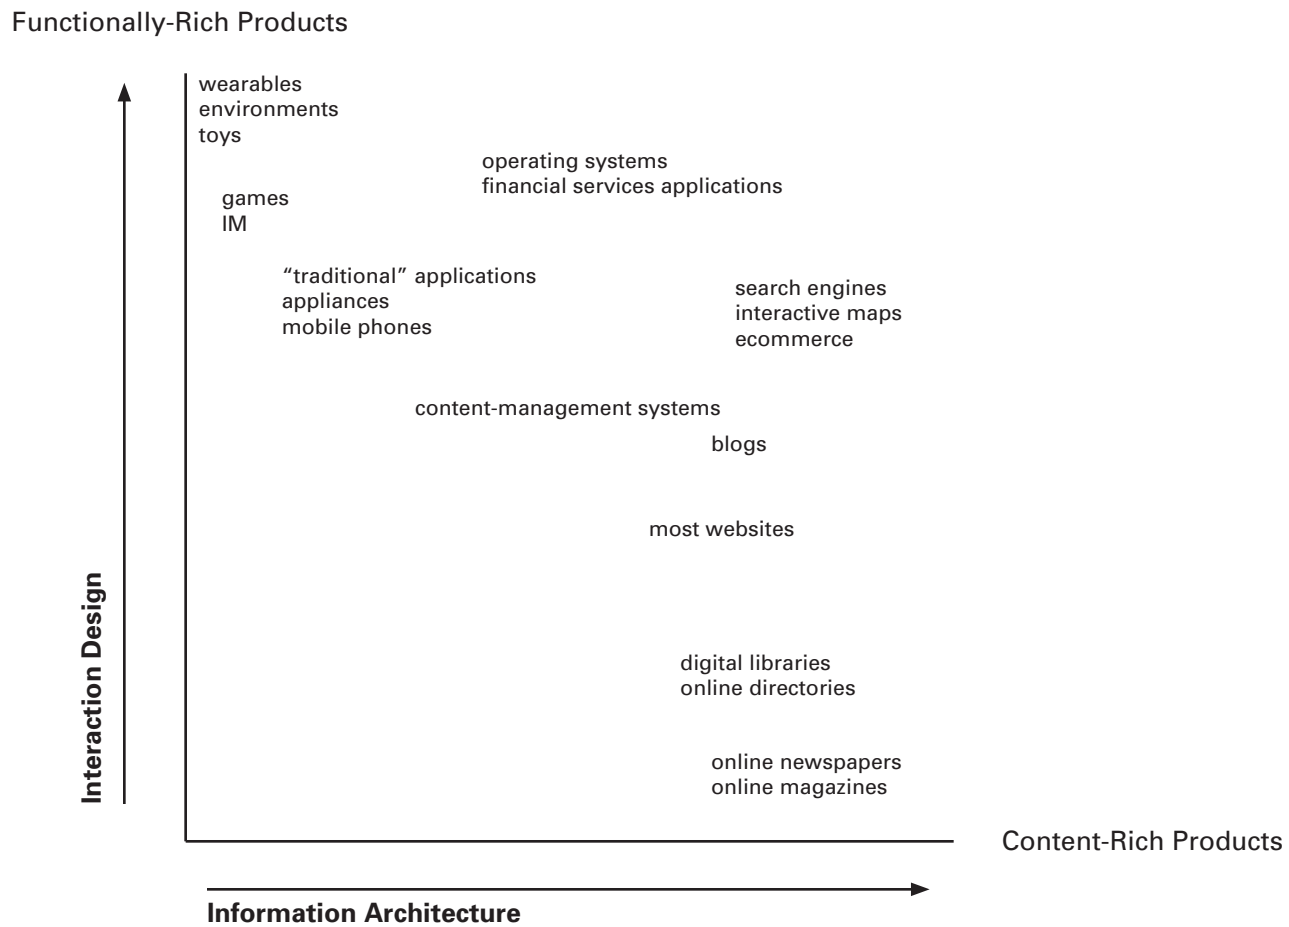 Functionally-Rich Products
wearables
environments
toys
operating systems
financial services applications
games
IM
“traditional” applications
appliances
mobile phones
search engines
interactive maps
ecommerce
content-management systems
blogs
most websites
Interaction Design
digital libraries
online directories
online newspapers
online magazines
Content-Rich Products
Information Architecture